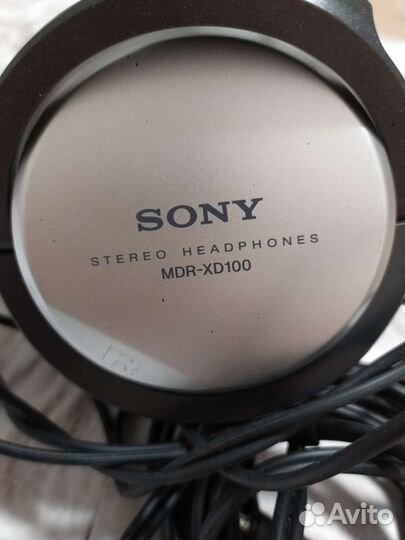 SONY
STEREO HEADPHONES
MDR-XD100
R
Avito